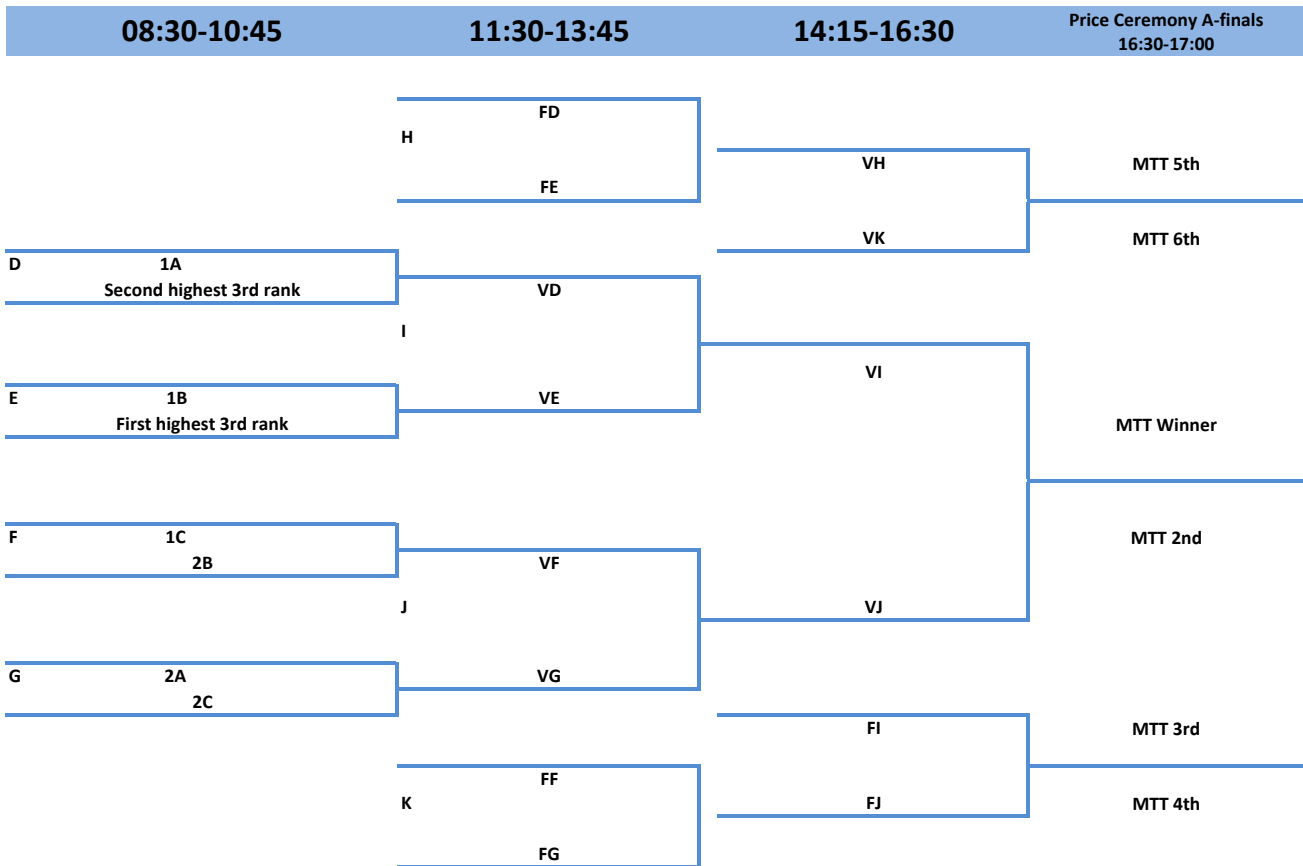 08:30-10:45 11:30-13:45 14:15-16:30 Price Ceremony A-finals
16:30-17:00
FD
H
VH MTT 5th
FE
VK MTT 6th
D 1A
Second highest 3rd rank VD
I
VI
E 1B VE
First highest 3rd rank MTT Winner
F 1C MTT 2nd
2B VF
J VJ
G 2A VG
2C
FI MTT 3rd
FF
K FJ MTT 4th
FG